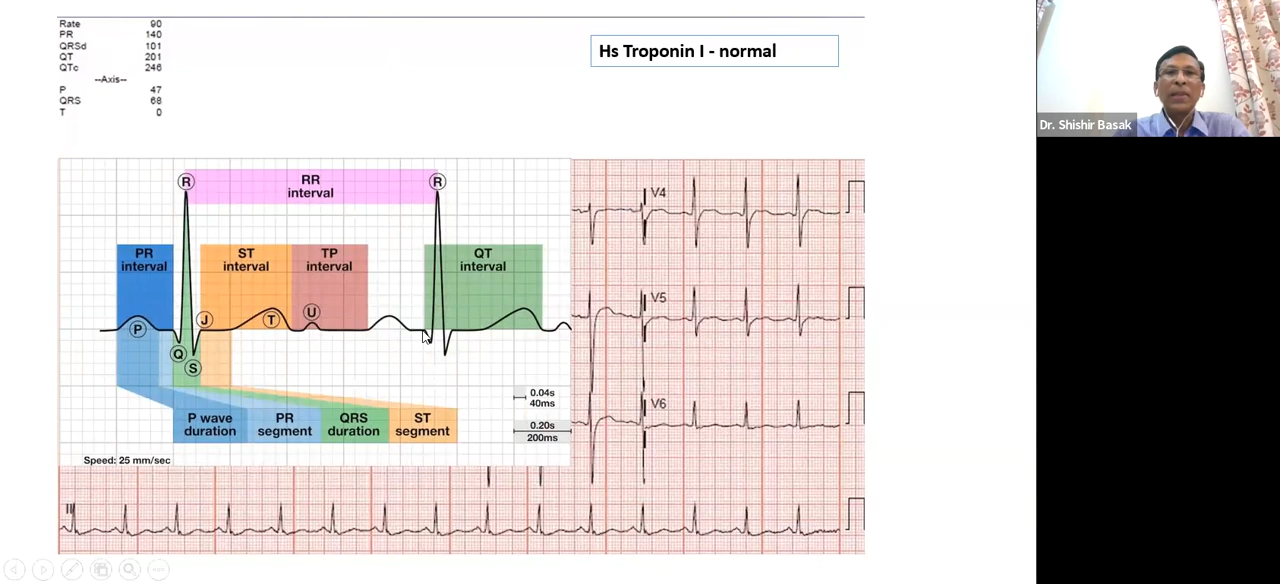 Rate 90
PR 140
QRSd 101
QT 201
QTc 246
--Axis--
P 47
QRS 68
T 0
Hs Troponin I - normal
Dr. Shishir Basak
R
RR
interval
R
PR
interval
ST
interval
TP
interval
QT
interval
P
Q
S
J
T
U
0.04s
40ms
0.20s
200ms
P wave
duration
PR
segment
QRS
duration
ST
segment
Speed: 25 mm/sec
V4
V5
V6
II